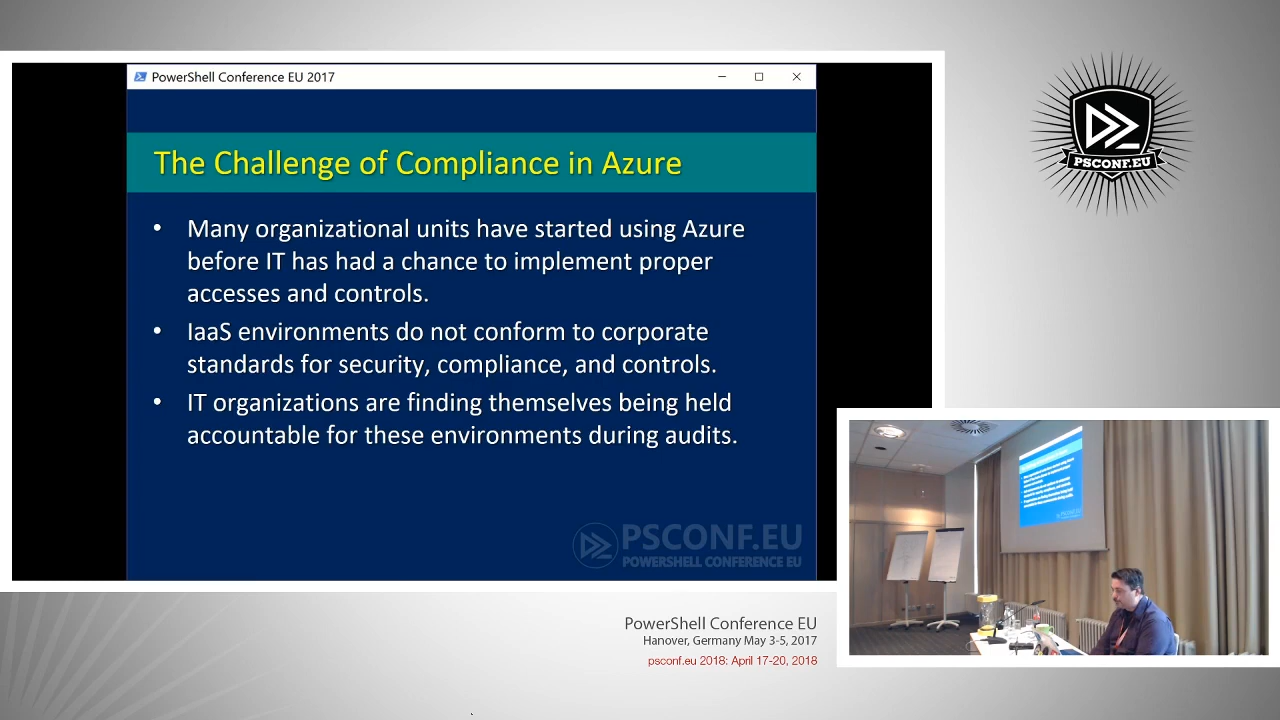 PowerShell Conference EU 2017
The Challenge of Compliance in Azure
• Many organizational units have started using Azure
before IT has had a chance to implement proper
accesses and controls.
• IaaS environments do not conform to corporate
standards for security, compliance, and controls.
• IT organizations are finding themselves being held
accountable for these environments during audits.
PSCONF.EU
POWERSHELL CONFERENCE EU
PSCONF.EU
PowerShell Conference EU
Hanover, Germany May 3-5, 2017
psconf.eu 2018: April 17-20, 2018